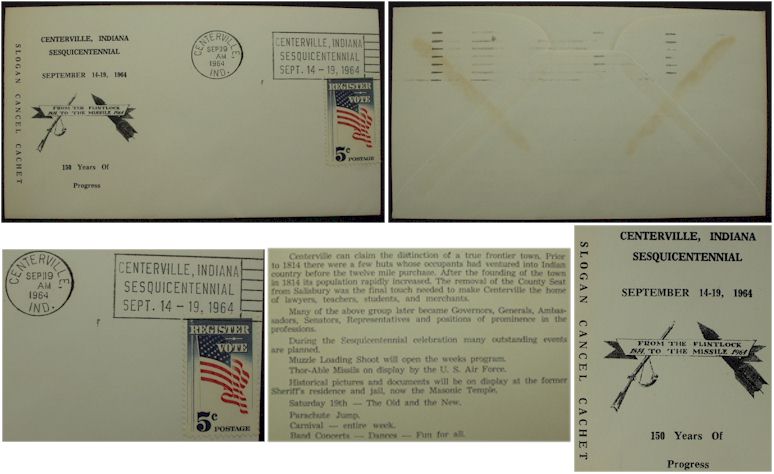 CENTERVILLE, INDIANA
SESQUICENTENNIAL
SEPTEMBER 14-19, 1964
SLOGAN CANCEL CACHET
FROM THE FLINTLOCK
1814 TO THE MISSILE 1964
150 Years Of
Progress
CENTERVILLE,
SEP 19
AM
1964
IND.
CENTERVILLE, INDIANA
SESQUICENTENNIAL
SEPT. 14 - 19, 1964
REGISTER
VOTE
5c POSTAGE
CENTERVILLE,
SEP 19
AM
1964
IND.
CENTERVILLE, INDIANA
SESQUICENTENNIAL
SEPT. 14 - 19, 1964
REGISTER
VOTE
5c POSTAGE
Centerville can claim the distinction of a true frontier town. Prior
to 1814 there were a few huts whose occupants had ventured into Indian
country before the twelve mile purchase. After the founding of the town
in 1814 its population rapidly increased. The removal of the County Seat
from Salisbury was the final touch needed to make Centerville the home
of lawyers, teachers, students, and merchants.
Many of the above group later became Governors, Generals, Ambas-
sadors, Senators, Representatives and positions of prominence in the
professions.
During the Sesquicentennial celebration many outstanding events
are planned.
Muzzle Loading Shoot will open the weeks program.
Thor-Able Missils on display by the U. S. Air Force.
Historical pictures and documents will be on display at the former
Sheriff's residence and jail, now the Masonic Temple.
Saturday 19th — The Old and the New.
Parachute Jump.
Carnival — entire week.
Band Concerts — Dances — Fun for all.
SLOGAN CANCEL CACHET
CENTERVILLE, INDIANA
SESQUICENTENNIAL
SEPTEMBER 14-19, 1964
FROM THE FLINTLOCK
1814 TO THE MISSILE 1964
150 Years Of
Progress